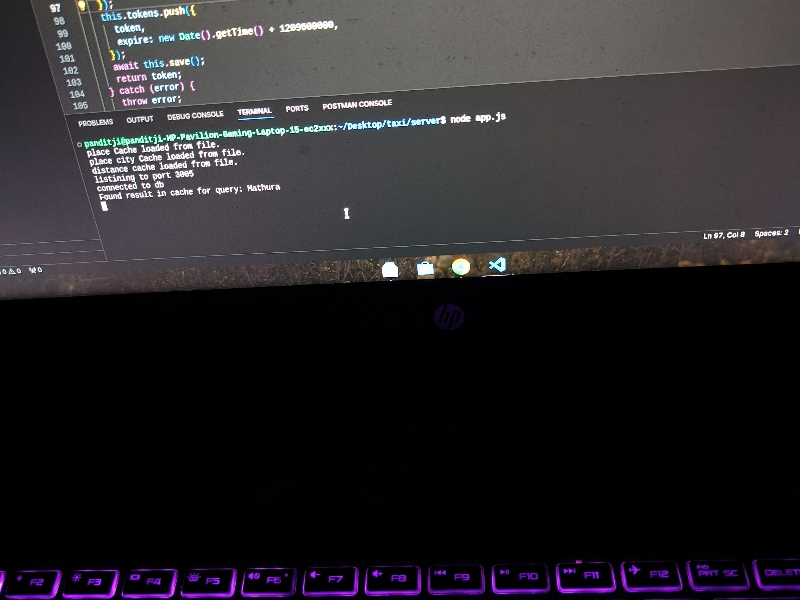 97 });
98 this.tokens.push({
99 token,
100 expire: new Date().getTime() + 1209600000,
101 });
102 await this.save();
103 return token;
104 } catch (error) {
105 throw error;
PROBLEMS OUTPUT DEBUG CONSOLE TERMINAL PORTS POSTMAN CONSOLE
panditji@panditji-HP-Pavilion-Gaming-Laptop-15-ec2xxx:~/Desktop/taxi/server$ node app.js
place Cache loaded from file.
place city Cache loaded from file.
distance cache loaded from file.
listining to port 3005
connected to db
Found result in cache for query: Mathura
Ln 97, Col 8 Spaces: 2
0 0 0
hp
F2 F3 F4 F5 F6 F7 F8 F9 F10 F11 F12 PRT SC DELETE